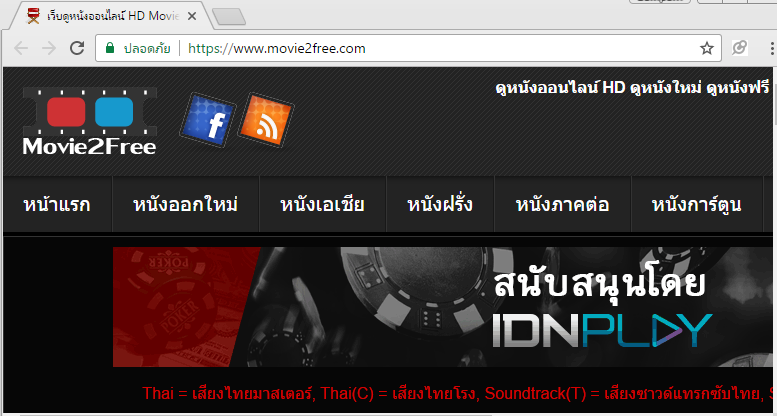 เว็บดูหนังออนไลน์ HD Movie
ปลอดภัย https://www.movie2free.com
ดูหนังออนไลน์ HD ดูหนังใหม่ ดูหนังฟรี
Movie2Free
หน้าแรก หนังออกใหม่ หนังเอเชีย หนังฝรั่ง หนังภาคต่อ หนังการ์ตูน
สนับสนุนโดย
IDNPLAY
POKER
Thai = เสียงไทยมาสเตอร์, Thai(C) = เสียงไทยโรง, Soundtrack(T) = เสียงซาวด์แทรกซับไทย,